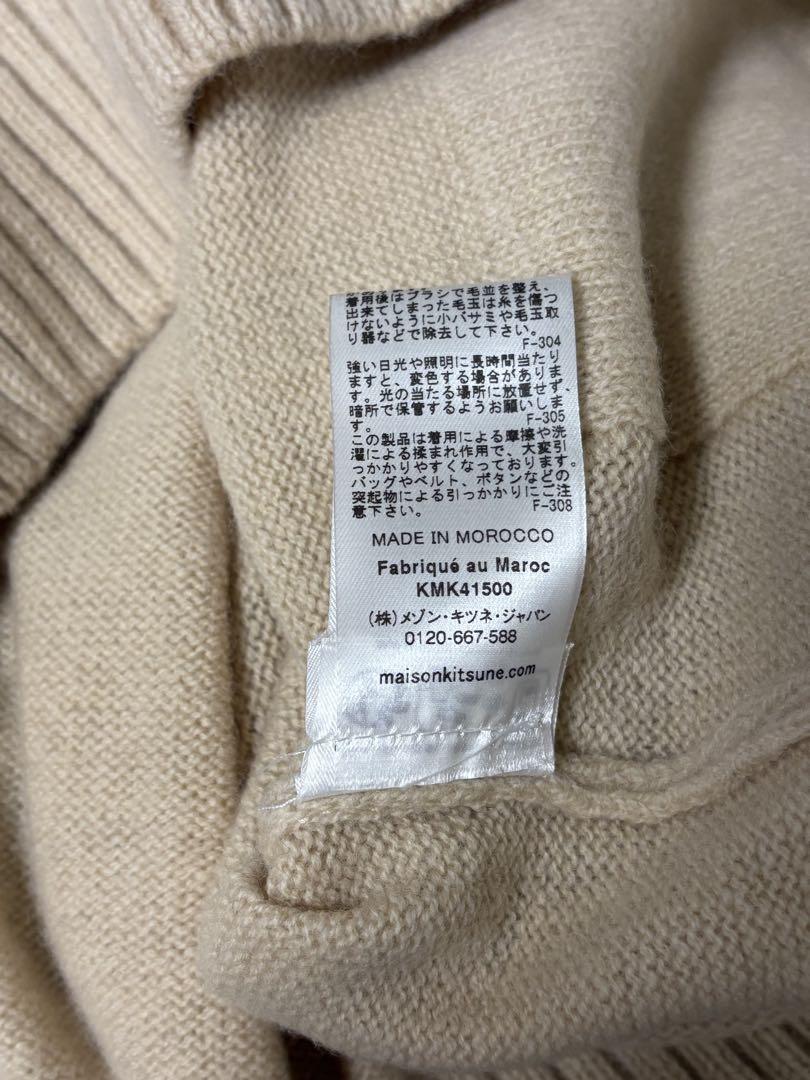 着用後はブラシで毛並を整え、
出来てしまった毛玉は糸を傷つ
けないように小バサミや毛玉取
り器などで除去して下さい。
F-304
強い日光や照明に長時間当たり
ますと、変色する場合がありま
す。光の当たる場所に放置せず、
暗所で保管するようお願いしま
す。
F-305
この製品は着用による摩擦や洗
濯による揉まれ作用で、大変引
っかかりやすくなっております。
バッグやベルト、ボタンなどの
突起物による引っかかりにご注
意下さい。
F-308
MADE IN MOROCCO
Fabriqué au Maroc
KMK41500
(株)メゾン・キツネ・ジャパン
0120-667-588
maisonkitsune.com